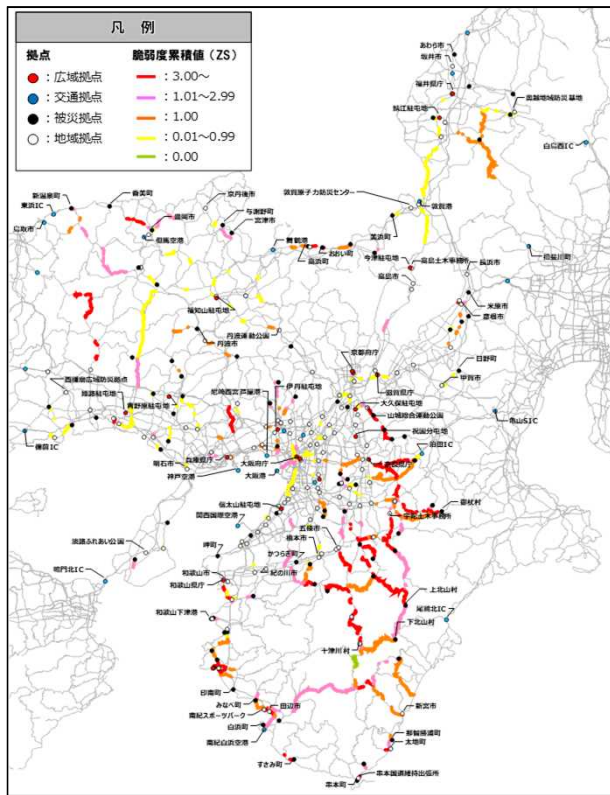 凡 例
拠点
脆弱度累積値（ZS）
：広域拠点
：3.00～
：交通拠点
：1.01～2.99
：被災拠点
：1.00
：地域拠点
：0.01～0.99
：0.00
あわら市
坂井市
福井県庁
鯖江駐屯地
奥越地域防災基地
白鳥西IC
敦賀原子力防災センター
敦賀港
美浜町
新温泉町
香美町
京丹後市
東浜IC
豊岡市
与謝野町
宮津市
鳥取市
但馬空港
舞鶴港
おおい町
高浜町
今津駐屯地
高島土木事務所
高島市
長浜市
米原市
彦根市
福知山駐屯地
丹波運動公園
丹波市
京都府庁
日野町
甲賀市
西播磨広域防災拠点
姫路駐屯地
青野原駐屯地
尼崎西宮芦屋港
伊丹駐屯地
滋賀県庁
大久保駐屯地
山城総合運動公園
亀山SIC
備前IC
明石市
兵庫県庁
神戸空港
大阪府庁
大阪港
祝園分屯地
奈良県庁
信太山駐屯地
関西国際空港
御杖村
宇陀土木事務所
淡路ふれあい公園
五條市
橋本市
かつらぎ町
岬町
鳴門北IC
和歌山市
和歌山県庁
紀の川市
上北山村
尾鷲北IC
和歌山下津港
下北山村
十津川村
印南町
みなべ町
田辺市
新宮市
南紀スポーツパーク
白浜町
那智勝浦町
太地町
南紀白浜空港
すさみ町
串本国道維持出張所
串本町